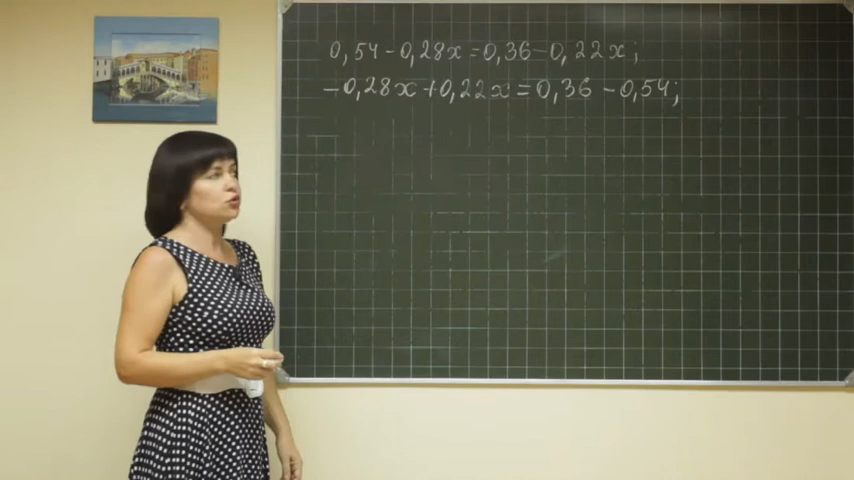 0,54 - 0,28x = 0,36 - 0,22x;
- 0,28x + 0,22x = 0,36 - 0,54;